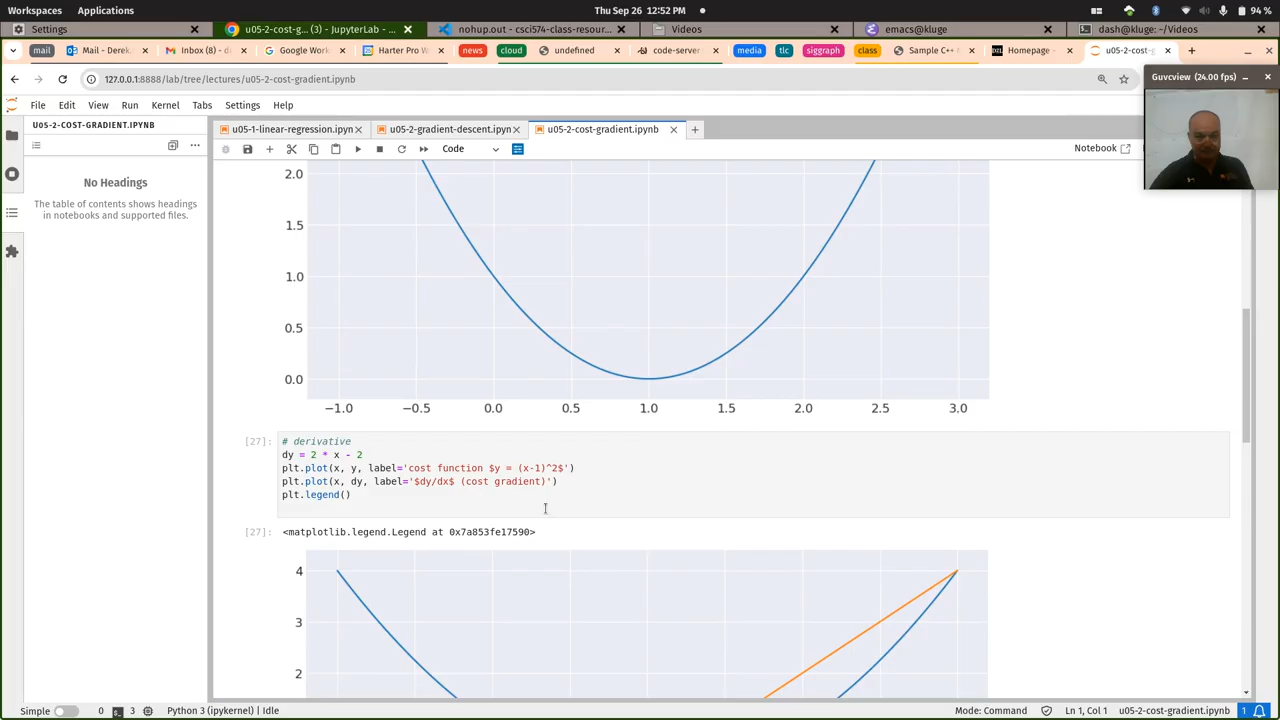 Workspaces Applications Thu Sep 26 12:52 PM 94 %
Settings u05-2-cost-g... (3) - JupyterLab - ... nohup.out - csci574-class-resour... Videos emacs@kluge dash@kluge: ~/Videos
mail Mail - Derek Inbox (8) - d Google Work Harter Pro W news cloud undefined code-server media tlc siggraph class Sample C++ Homepage - u05-2-cost-g
127.0.0.1:8888/lab/tree/lectures/u05-2-cost-gradient.ipynb
Guvcview (24.00 fps)
File Edit View Run Kernel Tabs Settings Help
U05-2-COST-GRADIENT.IPYNB
u05-1-linear-regression.ipyn u05-2-gradient-descent.ipyn u05-2-cost-gradient.ipynb
Code Notebook
No Headings
The table of contents shows headings
in notebooks and supported files.
2.0
1.5
1.0
0.5
0.0
−1.0 −0.5 0.0 0.5 1.0 1.5 2.0 2.5 3.0
[27]: # derivative
dy = 2 * x - 2
plt.plot(x, y, label='cost function $y = (x-1)^2$')
plt.plot(x, dy, label='$dy/dx$ (cost gradient)')
plt.legend()
[27]: <matplotlib.legend.Legend at 0x7a853fe17590>
4
3
2
Simple 0 3 Python 3 (ipykernel) | Idle Mode: Command Ln 1, Col 1 u05-2-cost-gradient.ipynb 1